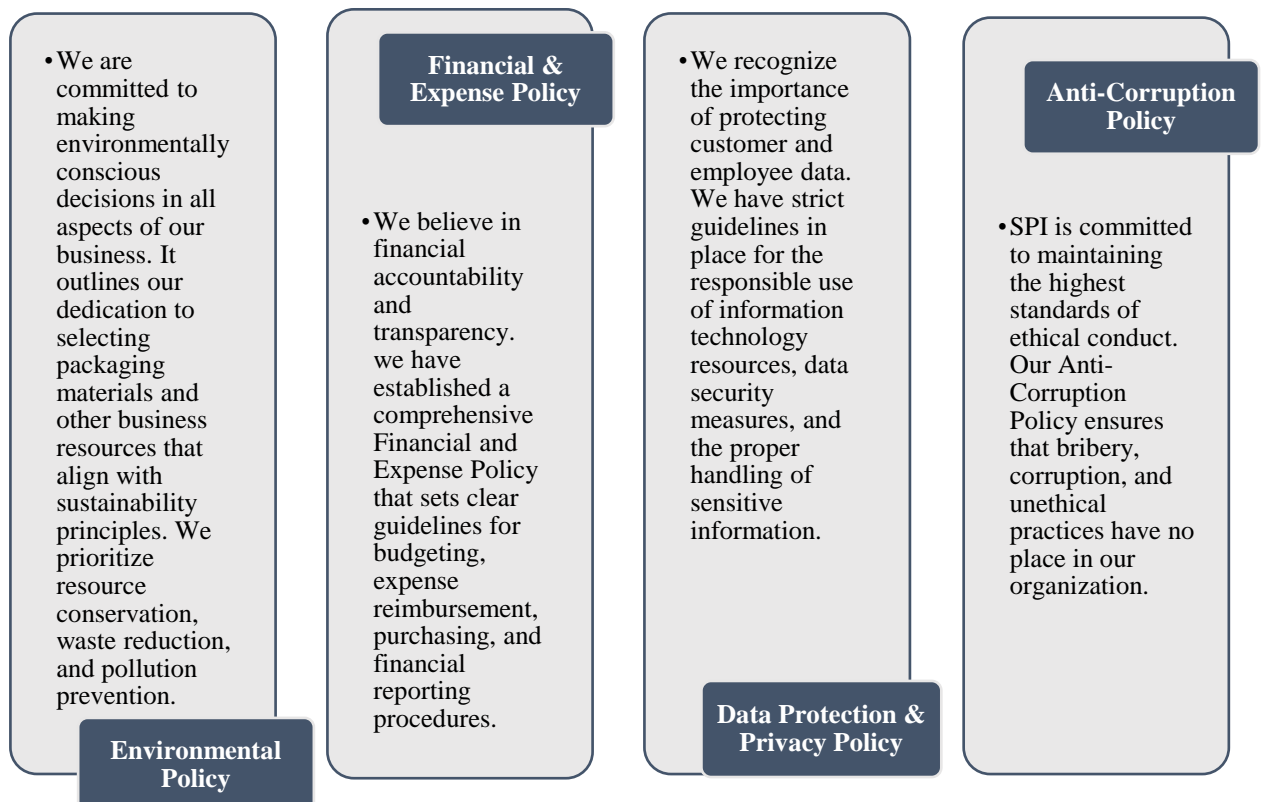 •We are
committed to
making
environmentally
conscious
decisions in all
aspects of our
business. It
outlines our
dedication to
selecting
packaging
materials and
other business
resources that
align with
sustainability
principles. We
prioritize
resource
conservation,
waste reduction,
and pollution
prevention.
Environmental
Policy
Financial &
Expense Policy
•We believe in
financial
accountability
and
transparency.
we have
established a
comprehensive
Financial and
Expense Policy
that sets clear
guidelines for
budgeting,
expense
reimbursement,
purchasing, and
financial
reporting
procedures.
•We recognize
the importance
of protecting
customer and
employee data.
We have strict
guidelines in
place for the
responsible use
of information
technology
resources, data
security
measures, and
the proper
handling of
sensitive
information.
Data Protection &
Privacy Policy
Anti-Corruption
Policy
•SPI is committed
to maintaining
the highest
standards of
ethical conduct.
Our Anti-
Corruption
Policy ensures
that bribery,
corruption, and
unethical
practices have no
place in our
organization.